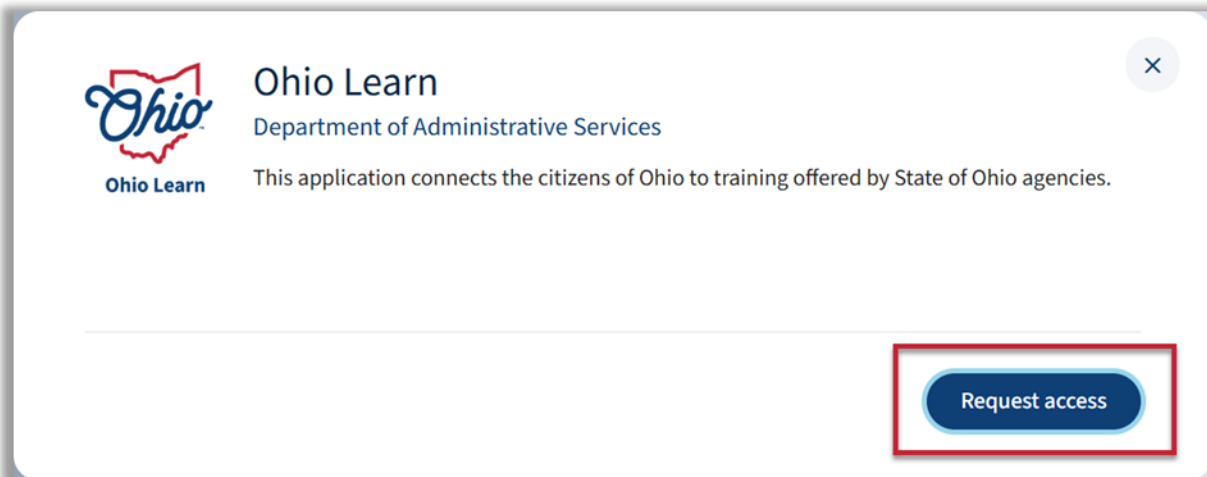 Ohio
Ohio Learn
Ohio Learn
Department of Administrative Services
This application connects the citizens of Ohio to training offered by State of Ohio agencies.
Request access